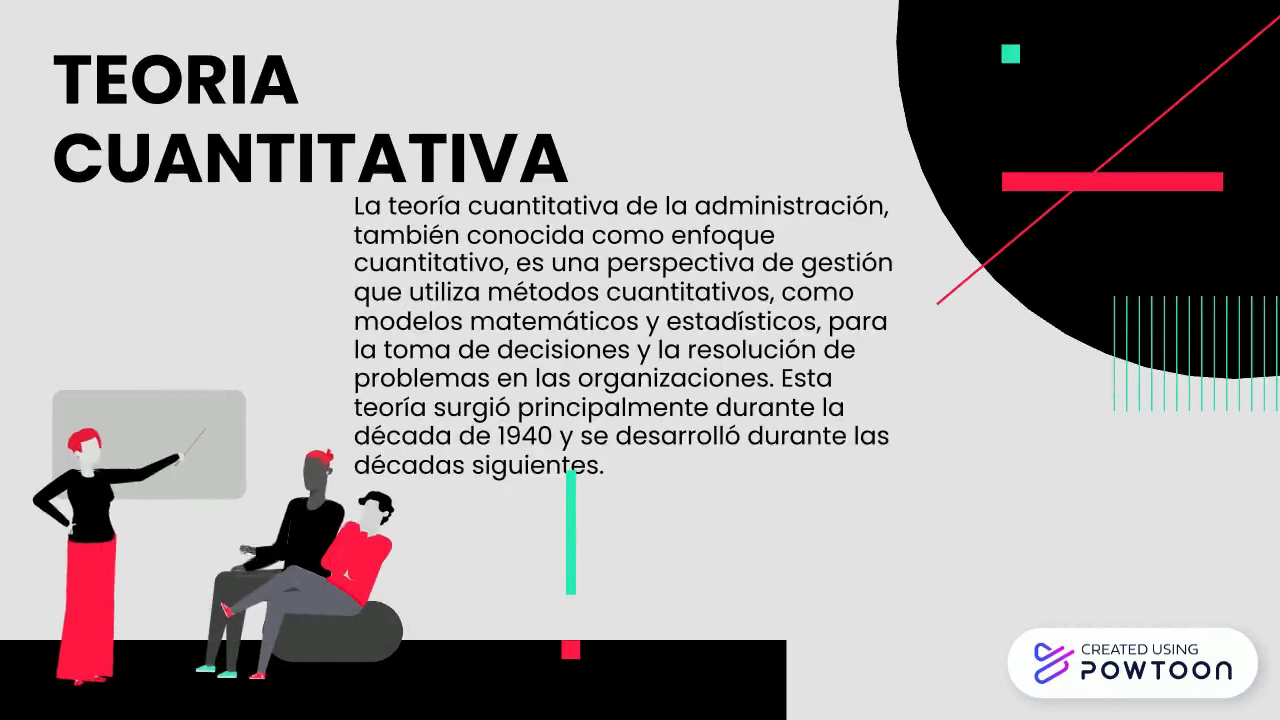 TEORIA
CUANTITATIVA
La teoría cuantitativa de la administración,
también conocida como enfoque
cuantitativo, es una perspectiva de gestión
que utiliza métodos cuantitativos, como
modelos matemáticos y estadísticos, para
la toma de decisiones y la resolución de
problemas en las organizaciones. Esta
teoría surgió principalmente durante la
década de 1940 y se desarrolló durante las
décadas siguientes.
CREATED USING
POWTOON